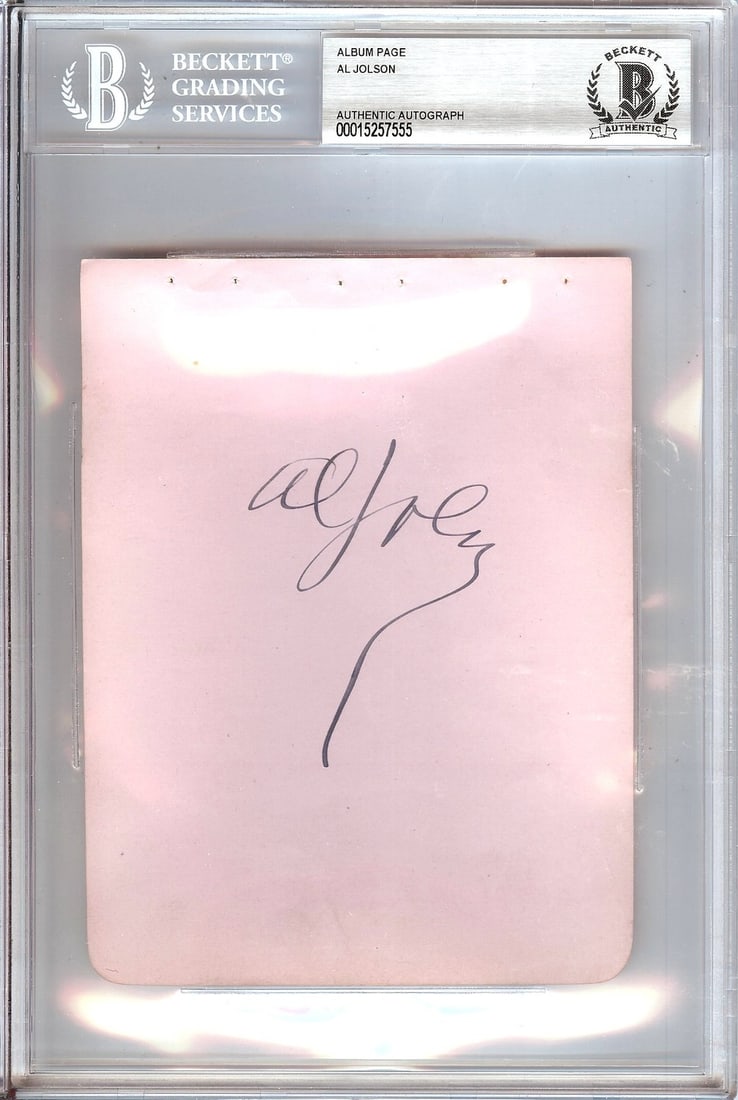 BECKETT®
GRADING
SERVICES
B
ALBUM PAGE
AL JOLSON
AUTHENTIC AUTOGRAPH
00015257555
BECKETT
B
AUTHENTIC
Al Jolson